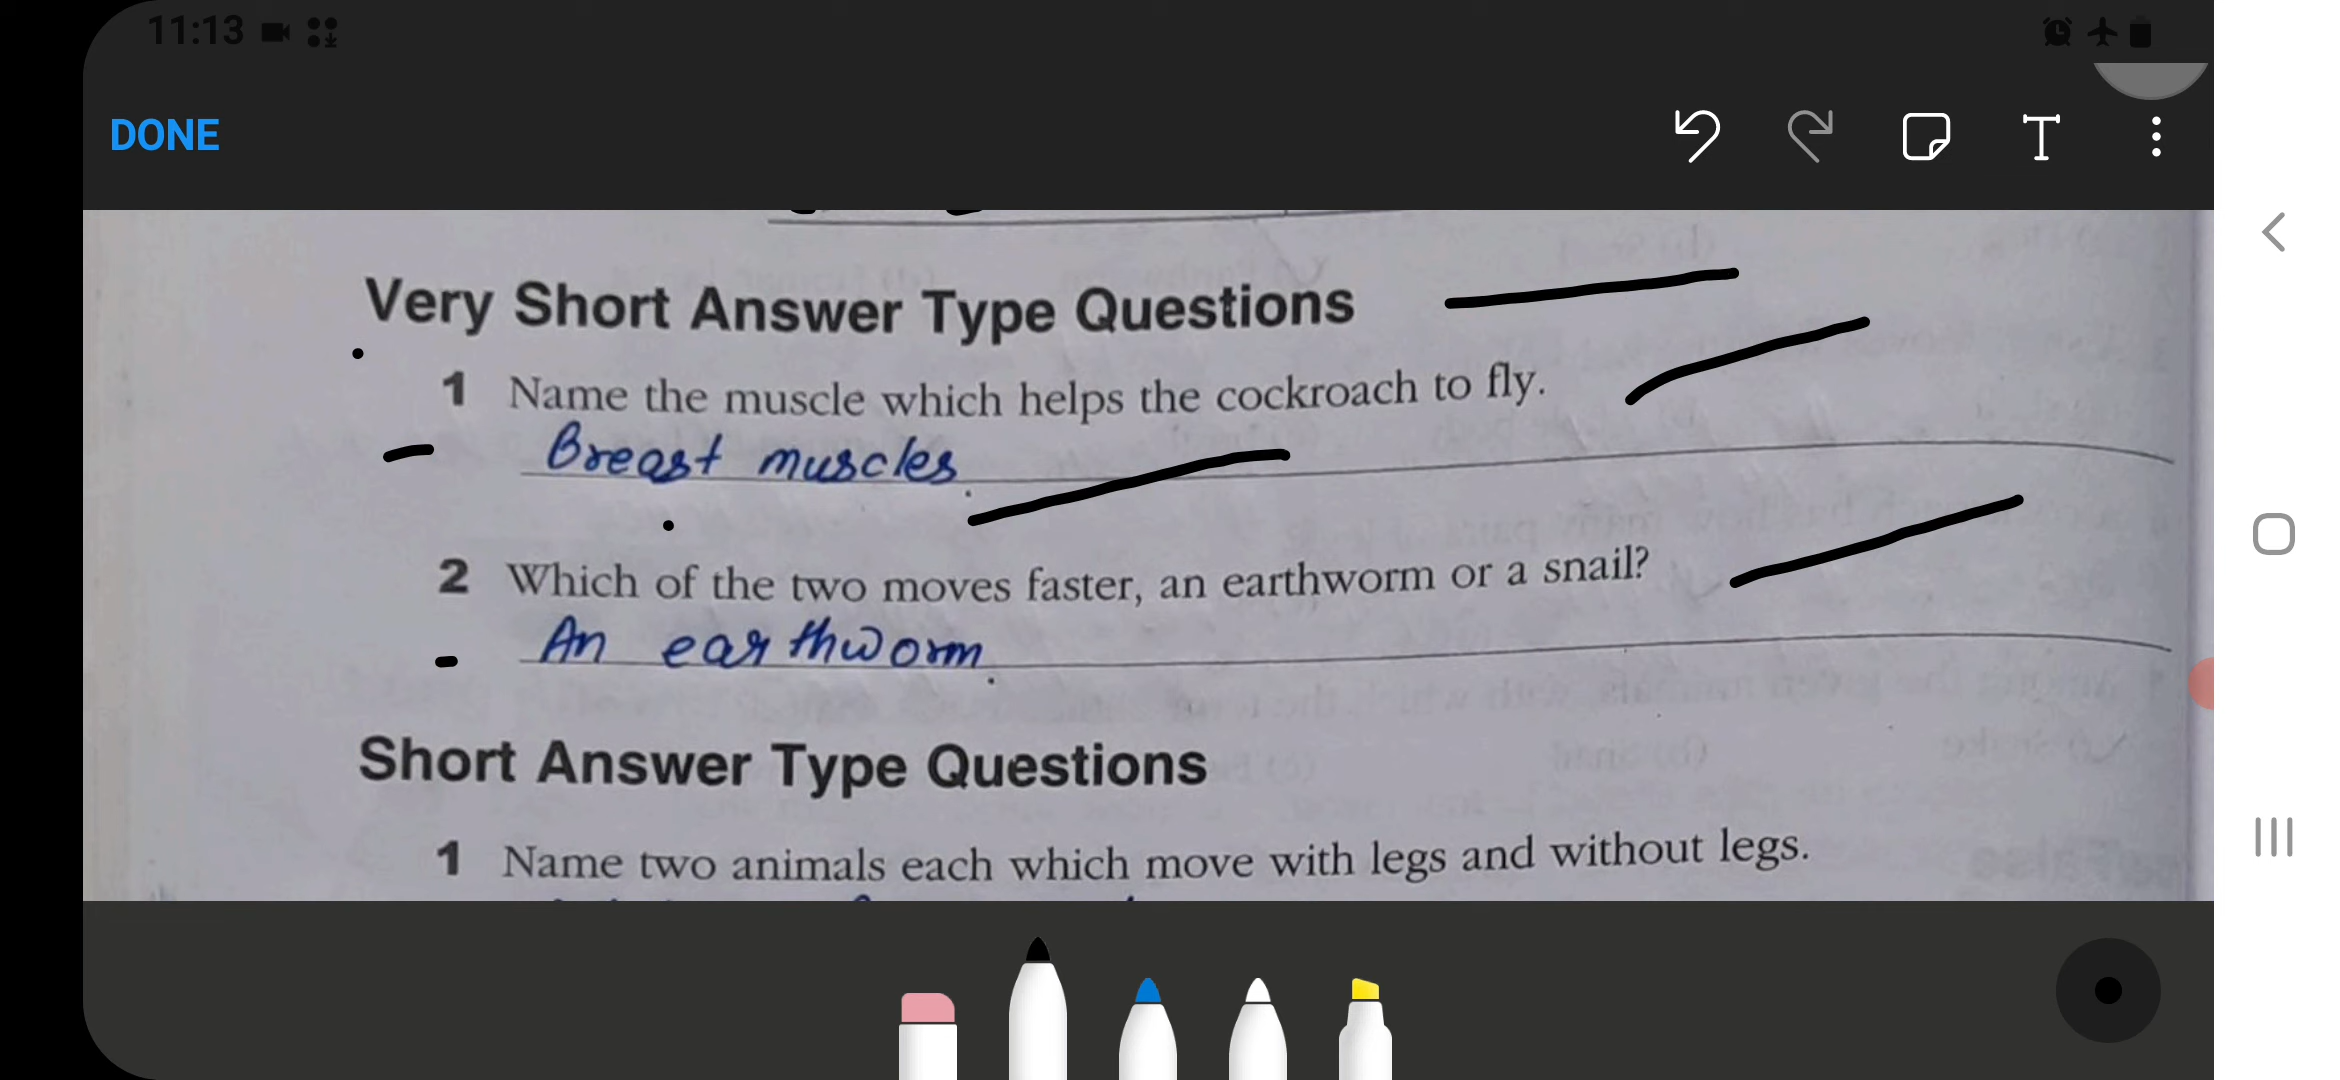 11:13
DONE
Very Short Answer Type Questions
1 Name the muscle which helps the cockroach to fly.
Breast muscles.
2 Which of the two moves faster, an earthworm or a snail?
An earthworm.
Short Answer Type Questions
1 Name two animals each which move with legs and without legs.